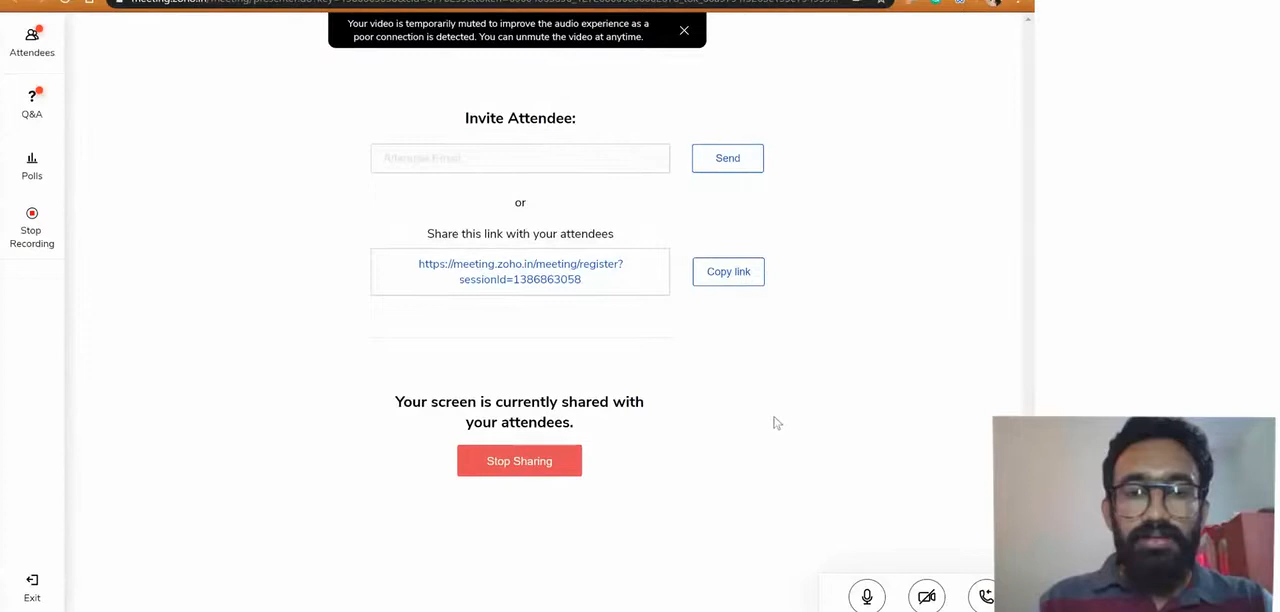 Your video is temporarily muted to improve the audio experience as a
poor connection is detected. You can unmute the video at anytime.
Attendees
Q&A
Polls
Stop
Recording
Exit
Invite Attendee:
Attendee Email
Send
or
Share this link with your attendees
https://meeting.zoho.in/meeting/register?
sessionId=1386863058
Copy link
Your screen is currently shared with
your attendees.
Stop Sharing